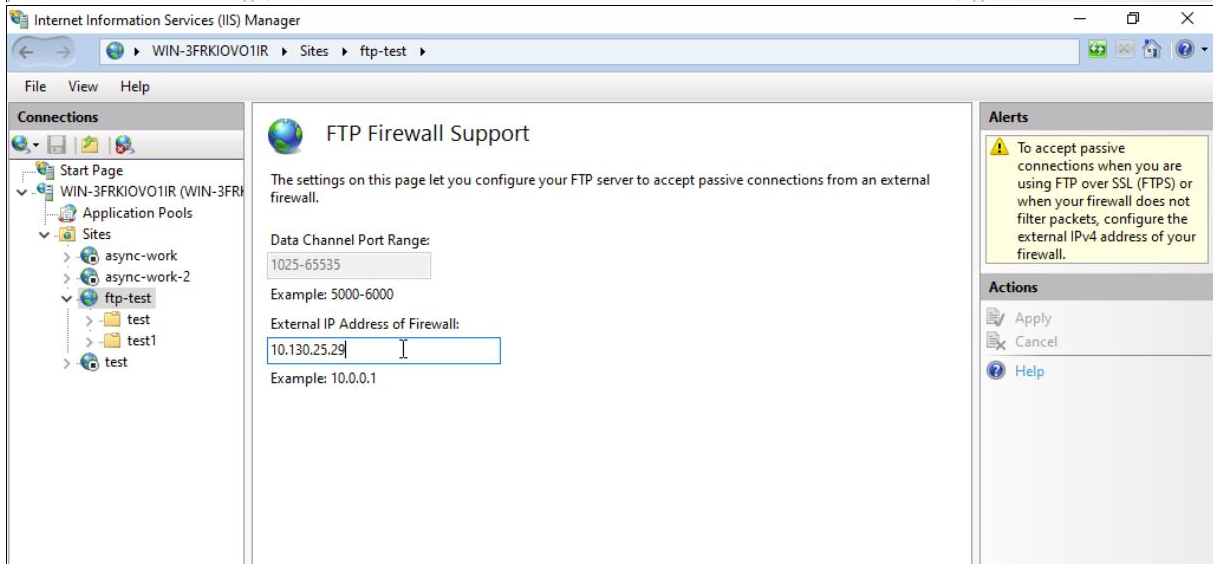 Internet Information Services (IIS) Manager
WIN-3FRKIOVO1IR
Sites
ftp-test
File View Help
Connections
Start Page
WIN-3FRKIOVO1IR (WIN-3FRK
Application Pools
Sites
async-work
async-work-2
ftp-test
test
test1
test
FTP Firewall Support
The settings on this page let you configure your FTP server to accept passive connections from an external
firewall.
Data Channel Port Range:
1025-65535
Example: 5000-6000
External IP Address of Firewall:
10.130.25.29
Example: 10.0.0.1
Alerts
To accept passive
connections when you are
using FTP over SSL (FTPS) or
when your firewall does not
filter packets, configure the
external IPv4 address of your
firewall.
Actions
Apply
Cancel
Help